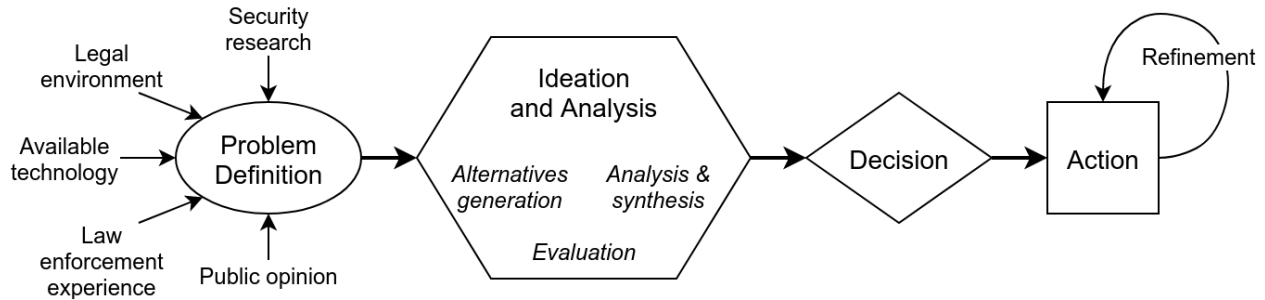 Security
research
Legal
environment
Available
technology
Law
enforcement
experience
Public opinion
Problem
Definition
Ideation
and Analysis
Alternatives
generation
Analysis &
synthesis
Evaluation
Decision
Action
Refinement